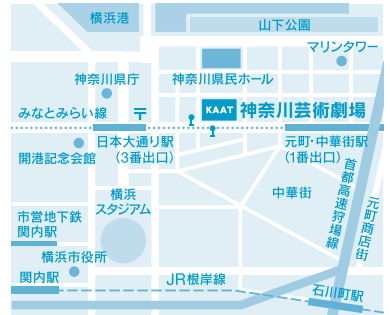 横浜港
山下公園
マリンタワー
神奈川県庁
神奈川県民ホール
KAAT 神奈川芸術劇場
みなとみらい線
〒
日本大通り駅
（3番出口）
元町・中華街駅
（1番出口）
開港記念会館
横浜
スタジアム
中華街
首都高速狩場線
元町商店街
市営地下鉄
関内駅
横浜市役所
関内駅
JR根岸線
石川町駅